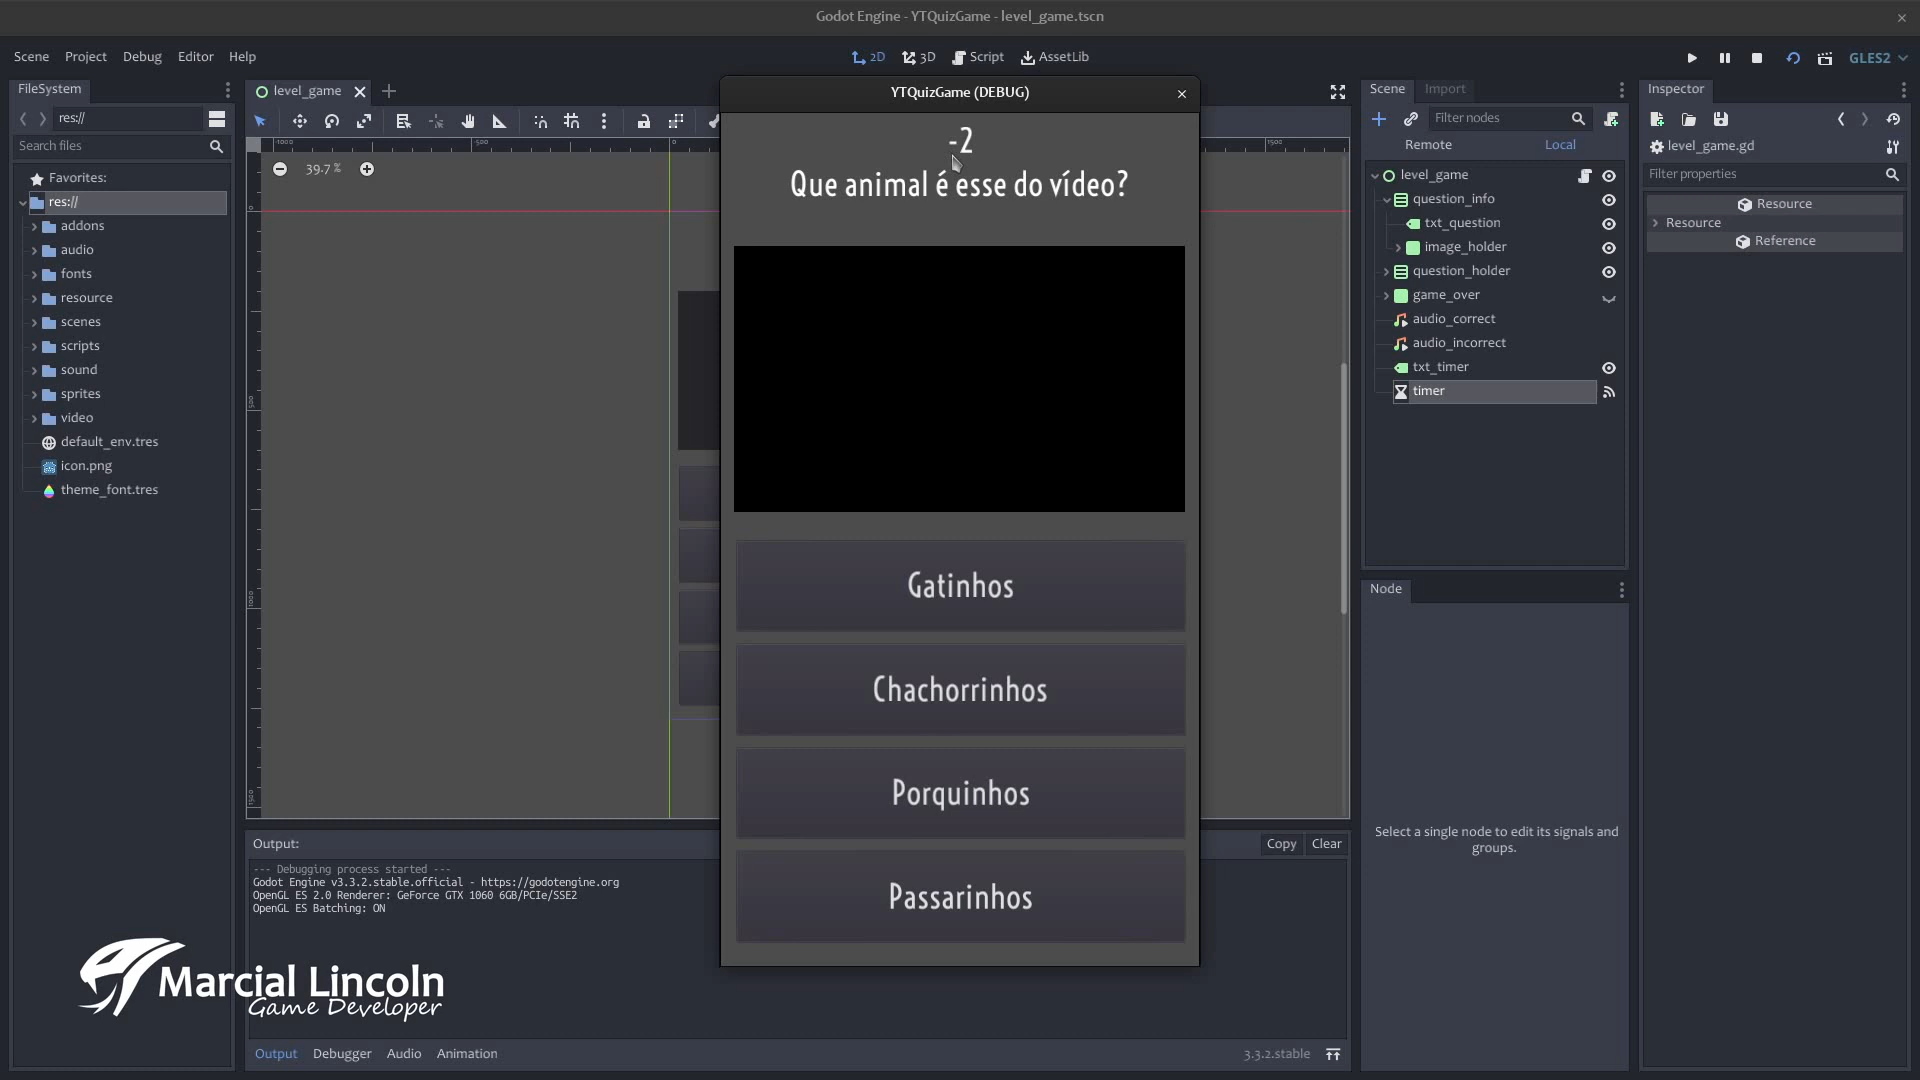 Godot Engine - YTQuizGame - level_game.tscn
Scene Project Debug Editor Help
2D 3D Script AssetLib
GLES2
FileSystem
res://
Search files
Favorites:
res://
addons
audio
fonts
resource
scenes
scripts
sound
sprites
video
default_env.tres
icon.png
theme_font.tres
level_game
39.7 %
YTQuizGame (DEBUG)
-2
Que animal é esse do vídeo?
Gatinhos
Chachorrinhos
Porquinhos
Passarinhos
Output:
Copy Clear
--- Debugging process started ---
Godot Engine v3.3.2.stable.official - https://godotengine.org
OpenGL ES 2.0 Renderer: GeForce GTX 1060 6GB/PCIe/SSE2
OpenGL ES Batching: ON
Marcial Lincoln
Game Developer
Output Debugger Audio Animation
3.3.2.stable
Scene Import
Filter nodes
Remote Local
level_game
question_info
txt_question
image_holder
question_holder
game_over
audio_correct
audio_incorrect
txt_timer
timer
Node
Select a single node to edit its signals and
groups.
Inspector
level_game.gd
Filter properties
Resource
Resource
Reference